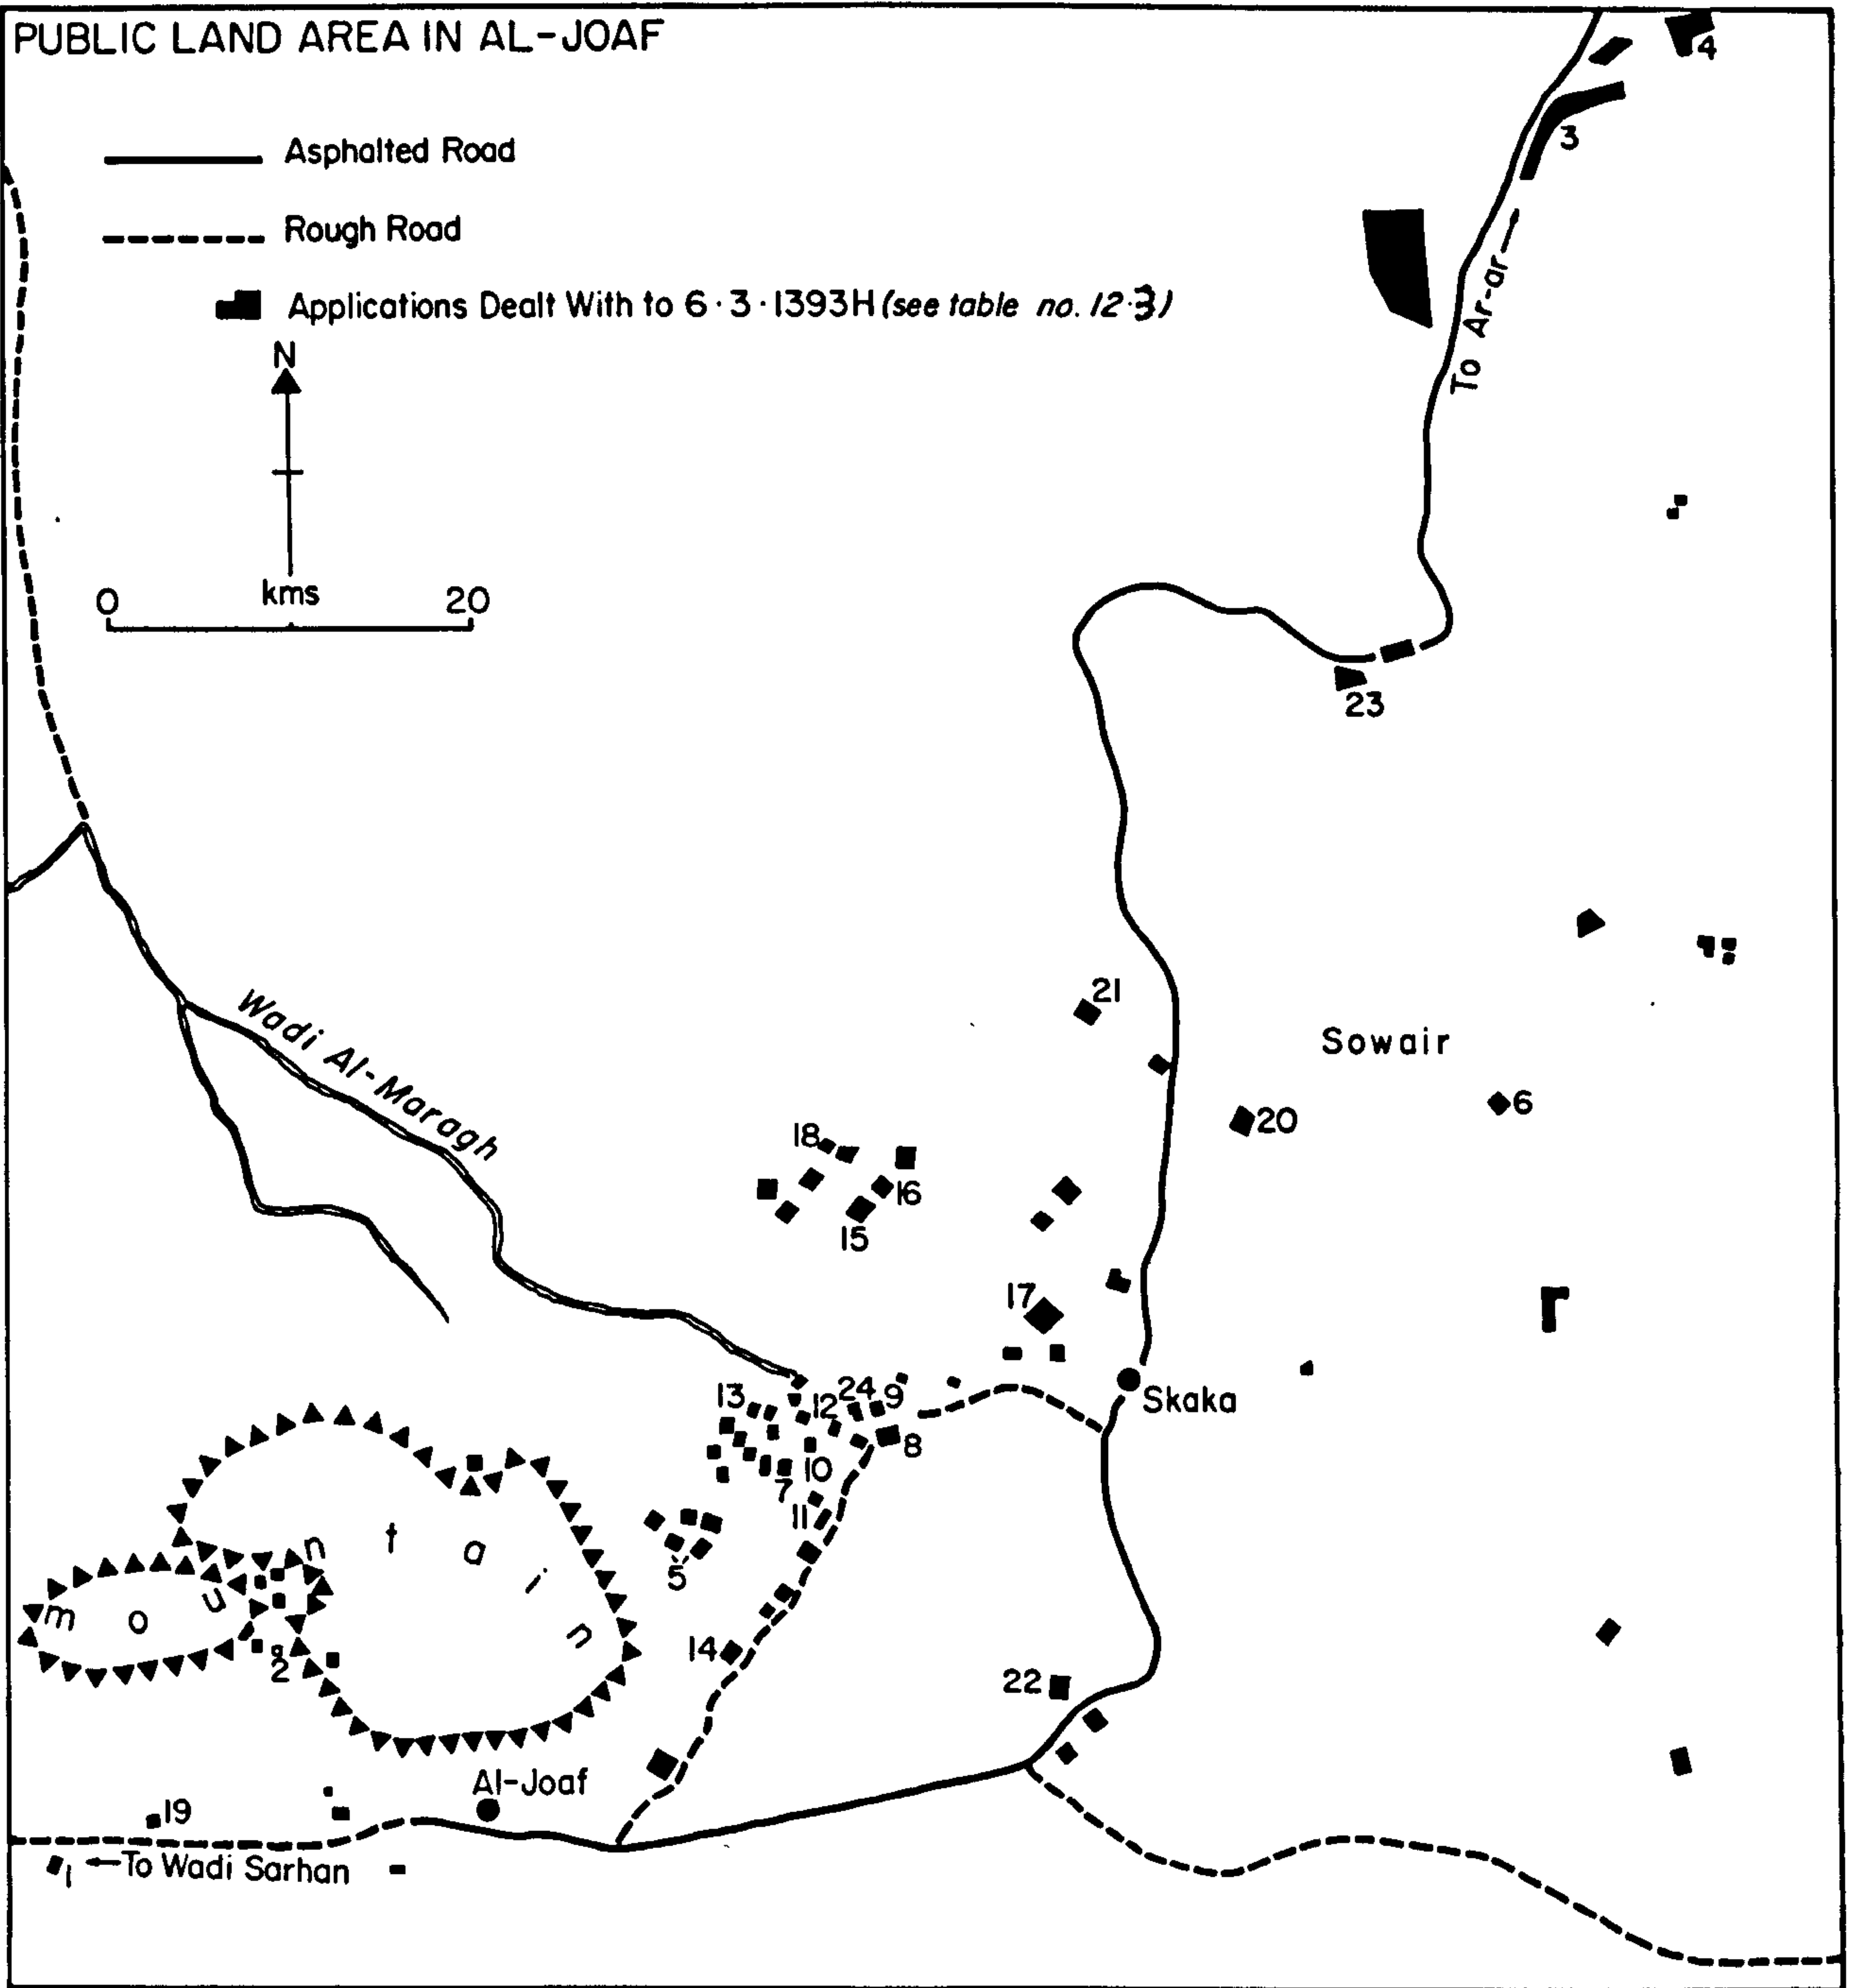 PUBLIC LAND AREA IN AL-JOAF
Asphalted Road
Rough Road
Applications Dealt With to 6·3·1393H (see table no. 12·3)
N
0 kms 20
4
3
To Ar-ar
23
21
Sowair
Wadi Al-Maragh
20
6
18
16
15
17
Skaka
13
12
24
9
8
10
7
11
5
mountain
2
14
22
Al-Joaf
19
1
To Wadi Sarhan